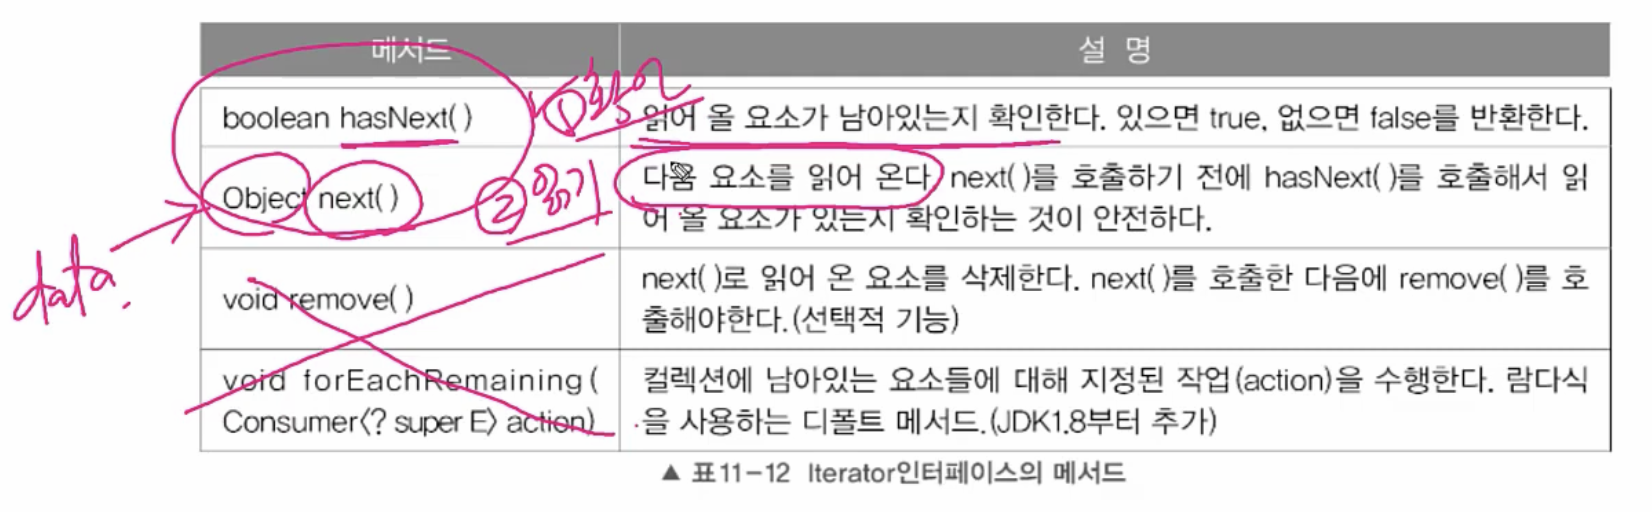 메서드
설 명
boolean hasNext( )
① 확인
읽어 올 요소가 남아있는지 확인한다. 있으면 true, 없으면 false를 반환한다.
Object next( )
② 읽기
다음 요소를 읽어 온다. next( )를 호출하기 전에 hasNext( )를 호출해서 읽
어 올 요소가 있는지 확인하는 것이 안전하다.
data.
void remove( )
next( )로 읽어 온 요소를 삭제한다. next( )를 호출한 다음에 remove( )를 호
출해야한다.(선택적 기능)
void forEachRemaining(
Consumer<? super E> action)
컬렉션에 남아있는 요소들에 대해 지정된 작업(action)을 수행한다. 람다식
을 사용하는 디폴트 메서드.(JDK1.8부터 추가)
▲ 표11-12 Iterator인터페이스의 메서드